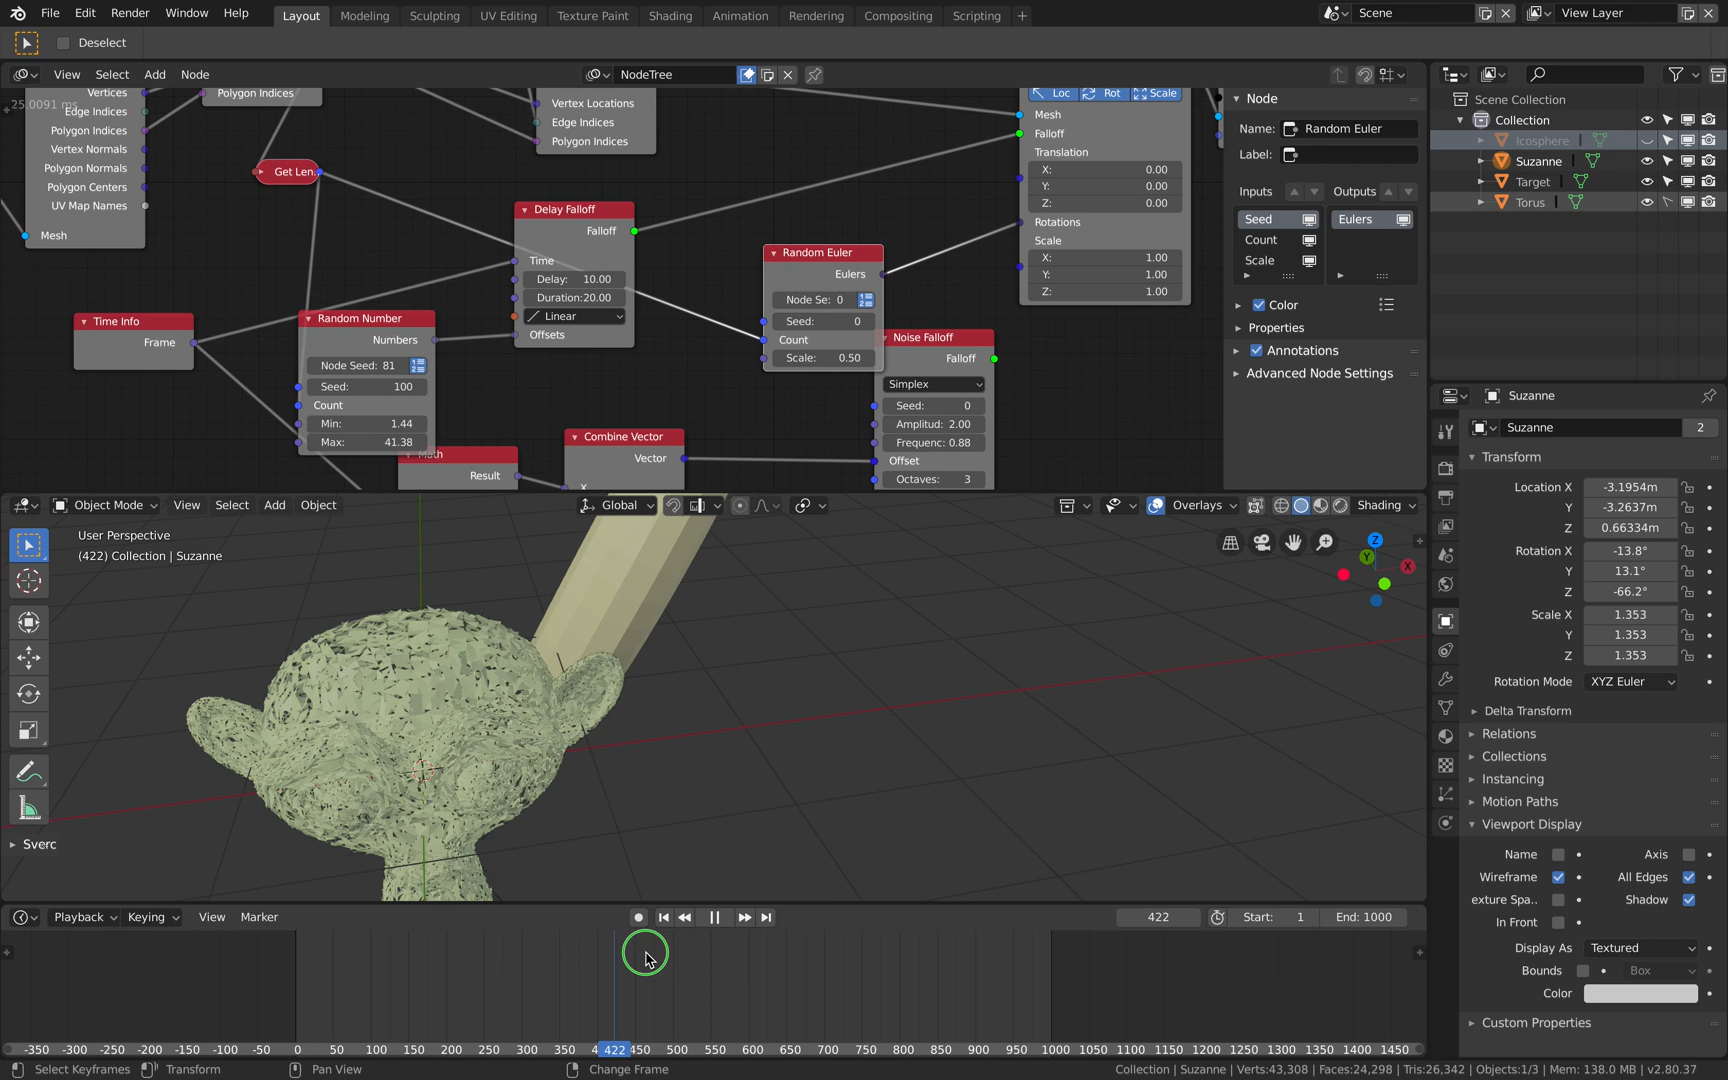 File Edit Render Window Help Layout Modeling Sculpting UV Editing Texture Paint Shading Animation Rendering Compositing Scripting + Scene View Layer
Deselect
View Select Add Node NodeTree
25.0091 ms
Vertices
Edge Indices
Polygon Indices
Vertex Normals
Polygon Normals
Polygon Centers
UV Map Names
Mesh
Polygon Indices
Vertex Locations
Edge Indices
Polygon Indices
Get Len.
Delay Falloff
Falloff
Time
Delay: 10.00
Duration:20.00
Linear
Offsets
Time Info
Frame
Random Number
Numbers
Node Seed: 81
Seed: 100
Count
Min: 1.44
Max: 41.38
Math
Result
Combine Vector
Vector
X
Random Euler
Eulers
Node Se: 0
Seed: 0
Count
Scale: 0.50
Noise Falloff
Falloff
Simplex
Seed: 0
Amplitud: 2.00
Frequenc: 0.88
Offset
Octaves: 3
Loc Rot Scale
Mesh
Falloff
Translation
X: 0.00
Y: 0.00
Z: 0.00
Rotations
Scale
X: 1.00
Y: 1.00
Z: 1.00
Node
Name: Random Euler
Label:
Inputs Outputs
Seed Eulers
Count
Scale
Color
Properties
Annotations
Advanced Node Settings
Scene Collection
Collection
Icosphere
Suzanne
Target
Torus
Suzanne
Suzanne 2
Transform
Location X -3.1954m
Y -3.2637m
Z 0.66334m
Rotation X -13.8°
Y 13.1°
Z -66.2°
Scale X 1.353
Y 1.353
Z 1.353
Rotation Mode XYZ Euler
Delta Transform
Relations
Collections
Instancing
Motion Paths
Viewport Display
Name Axis
Wireframe All Edges
exture Spa.. Shadow
In Front
Display As Textured
Bounds Box
Color
Custom Properties
Object Mode View Select Add Object Global Overlays Shading
User Perspective
(422) Collection | Suzanne
Z
Y
X
Sverc
Playback Keying View Marker 422 Start: 1 End: 1000
-350 -300 -250 -200 -150 -100 -50 0 50 100 150 200 250 300 350 4 422 450 500 550 600 650 700 750 800 850 900 950 1000 1050 1100 1150 1200 1250 1300 1350 1400 1450
Select Keyframes Transform Pan View Change Frame Collection | Suzanne | Verts:43,308 | Faces:24,298 | Tris:26,342 | Objects:1/3 | Mem: 138.0 MB | v2.80.37